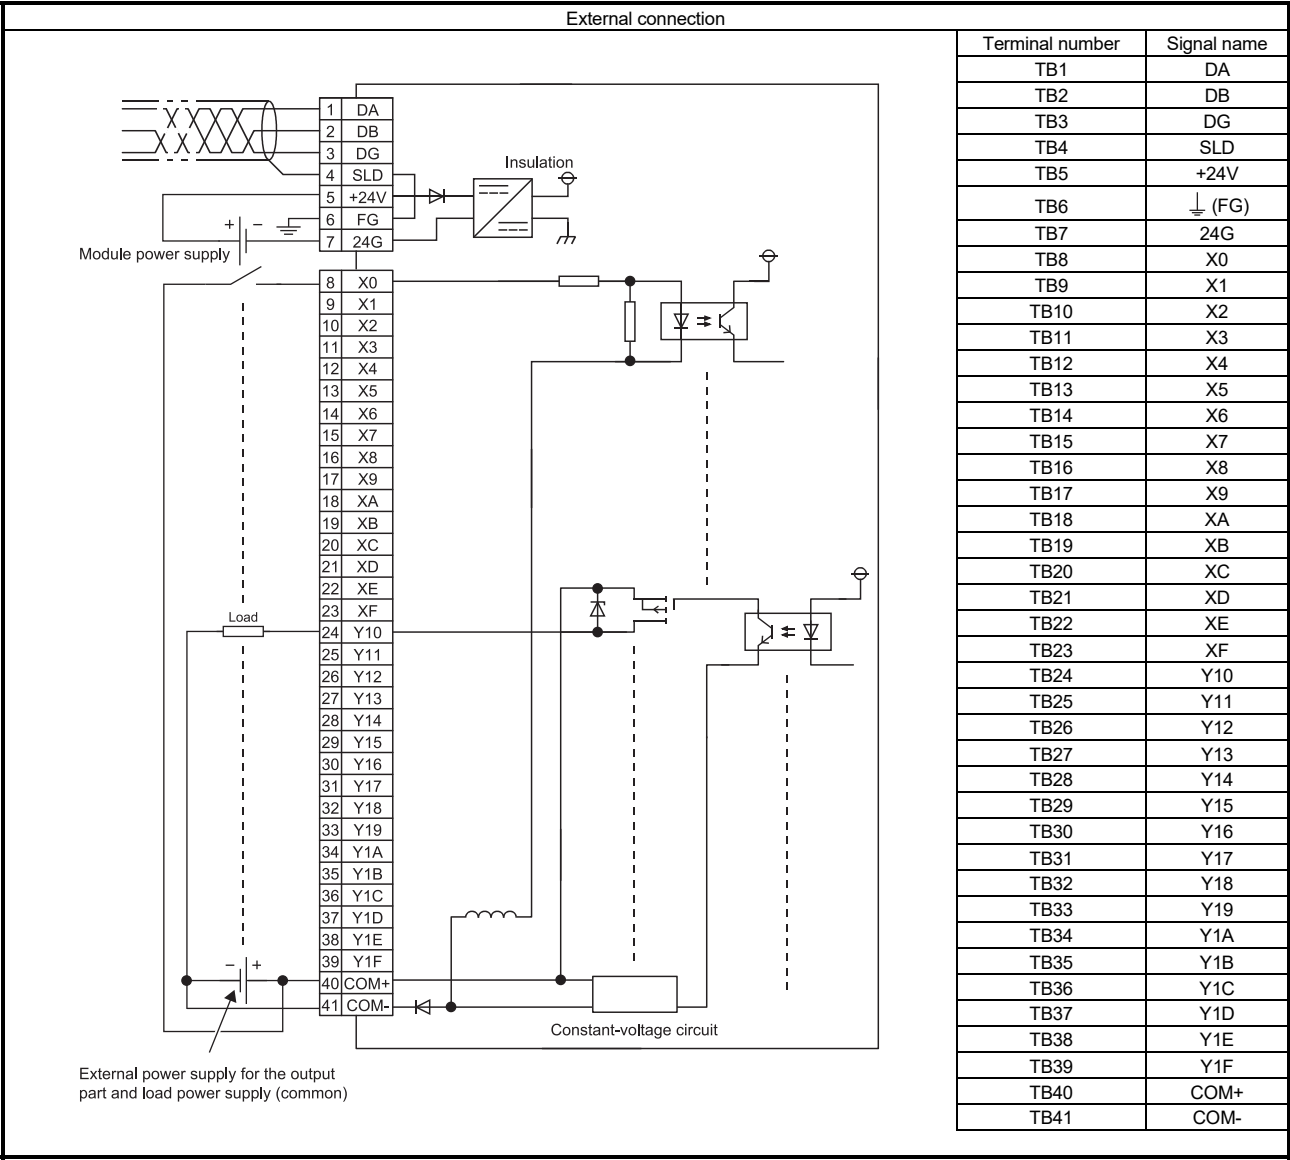 External connection
1 DA
2 DB
3 DG
4 SLD
5 +24V
6 FG
7 24G
Insulation
+ −
Module power supply
8 X0
9 X1
10 X2
11 X3
12 X4
13 X5
14 X6
15 X7
16 X8
17 X9
18 XA
19 XB
20 XC
21 XD
22 XE
23 XF
Load
24 Y10
25 Y11
26 Y12
27 Y13
28 Y14
29 Y15
30 Y16
31 Y17
32 Y18
33 Y19
34 Y1A
35 Y1B
36 Y1C
37 Y1D
38 Y1E
39 Y1F
− +
40 COM+
41 COM-
Constant-voltage circuit
External power supply for the output
part and load power supply (common)
Terminal number Signal name
TB1 DA
TB2 DB
TB3 DG
TB4 SLD
TB5 +24V
TB6 (FG)
TB7 24G
TB8 X0
TB9 X1
TB10 X2
TB11 X3
TB12 X4
TB13 X5
TB14 X6
TB15 X7
TB16 X8
TB17 X9
TB18 XA
TB19 XB
TB20 XC
TB21 XD
TB22 XE
TB23 XF
TB24 Y10
TB25 Y11
TB26 Y12
TB27 Y13
TB28 Y14
TB29 Y15
TB30 Y16
TB31 Y17
TB32 Y18
TB33 Y19
TB34 Y1A
TB35 Y1B
TB36 Y1C
TB37 Y1D
TB38 Y1E
TB39 Y1F
TB40 COM+
TB41 COM-